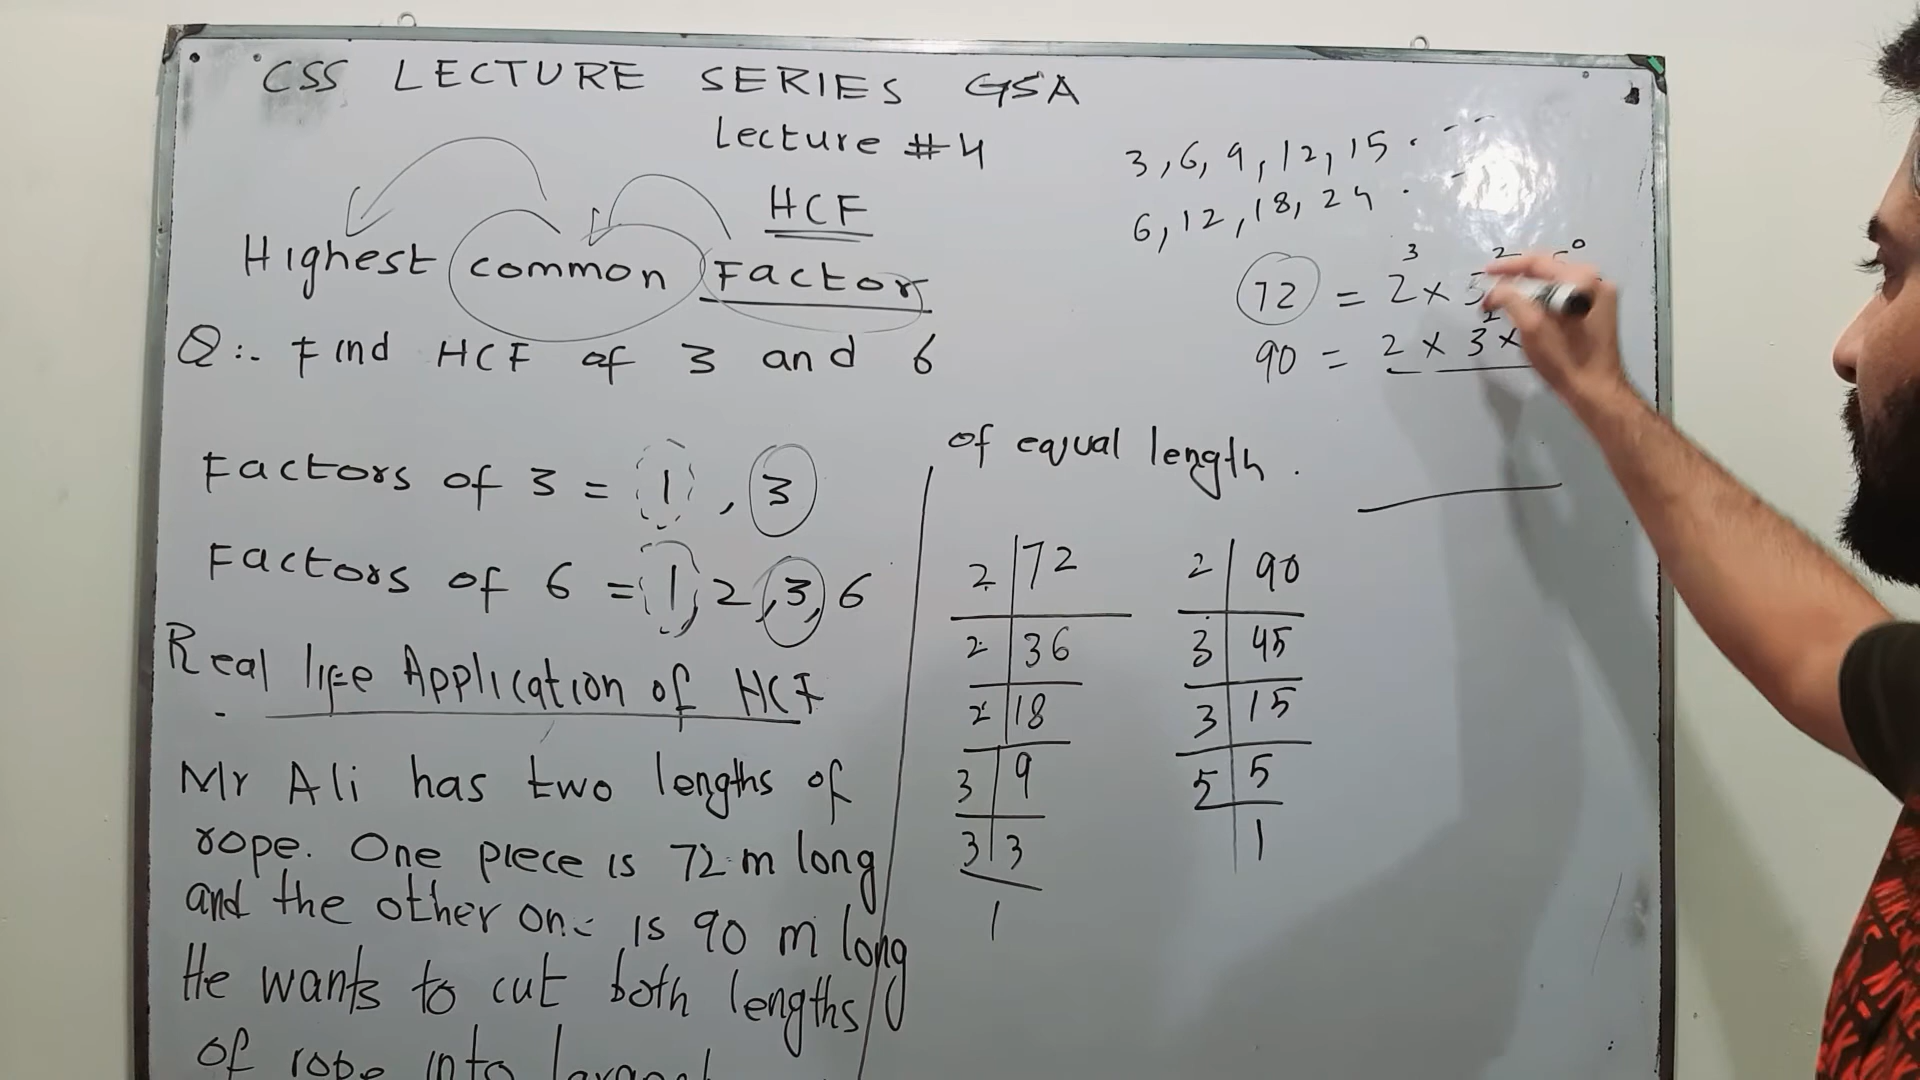 CSS LECTURE SERIES GSA
Lecture #4
HCF
Highest common Factor
Q:- Find HCF of 3 and 6
Factors of 3 = 1, 3
Factors of 6 = 1, 2, 3, 6
Real life Application of HCF
Mr Ali has two lengths of
rope. One piece is 72 m long
and the other one is 90 m long
He wants to cut both lengths
of rope into largest
3, 6, 9, 12, 15 . - -
6, 12, 18, 24 . -
72 = 2³ ×
90 = 2 × 3² ×
of equal length .
2 | 72
2 | 36
2 | 18
3 | 9
3 | 3
1
2 | 90
3 | 45
3 | 15
5 | 5
1